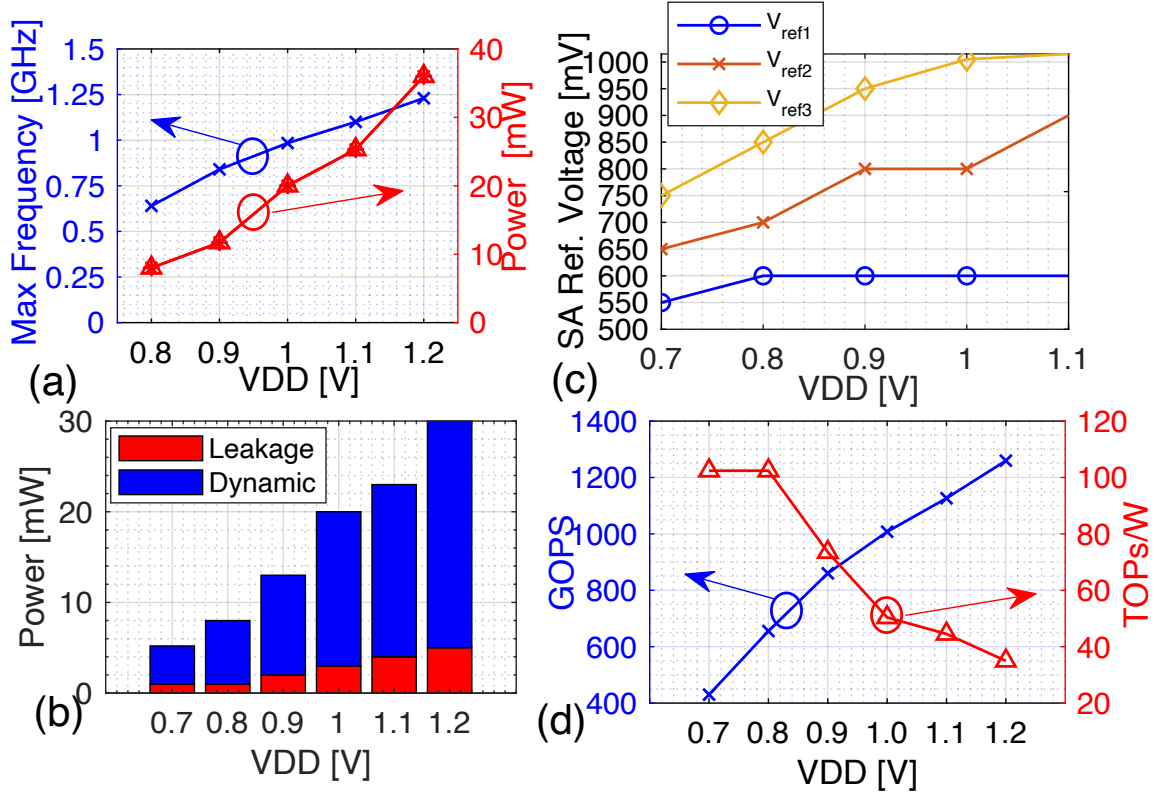 1.5
1.25
1
0.75
0.5
0.25
0
Max Frequency [GHz]
40
30
20
10
0
Power [mW]
0.8 0.9 1 1.1 1.2
VDD [V]
(a)
V_ref1
V_ref2
V_ref3
1000
950
900
850
800
750
700
650
600
550
500
SA Ref. Voltage [mV]
0.7 0.8 0.9 1 1.1
VDD [V]
(c)
30
20
10
0
Power [mW]
Leakage
Dynamic
0.7 0.8 0.9 1 1.1 1.2
VDD [V]
(b)
1400
1200
1000
800
600
400
GOPS
120
100
80
60
40
20
TOPs/W
0.7 0.8 0.9 1.0 1.1 1.2
VDD [V]
(d)